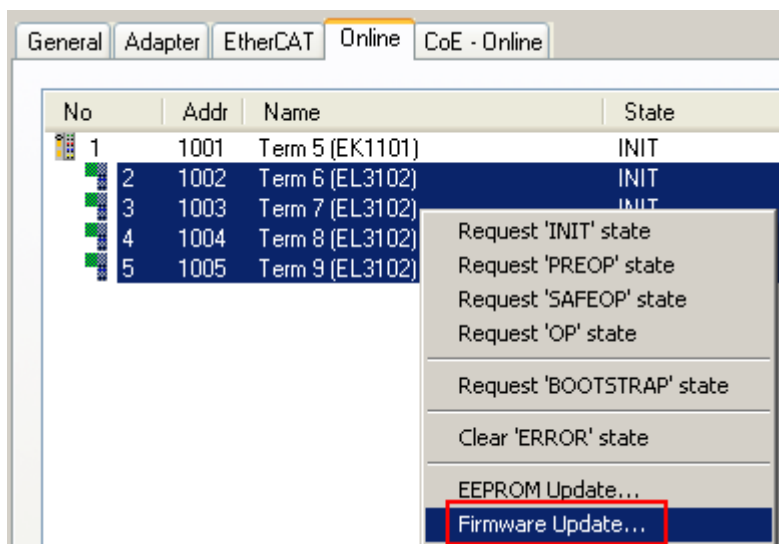 General Adapter EtherCAT Online CoE - Online
No Addr Name State
1 1001 Term 5 (EK1101) INIT
2 1002 Term 6 (EL3102) INIT
3 1003 Term 7 (EL3102) INIT
4 1004 Term 8 (EL3102)
5 1005 Term 9 (EL3102)
Request 'INIT' state
Request 'PREOP' state
Request 'SAFEOP' state
Request 'OP' state
Request 'BOOTSTRAP' state
Clear 'ERROR' state
EEPROM Update...
Firmware Update...